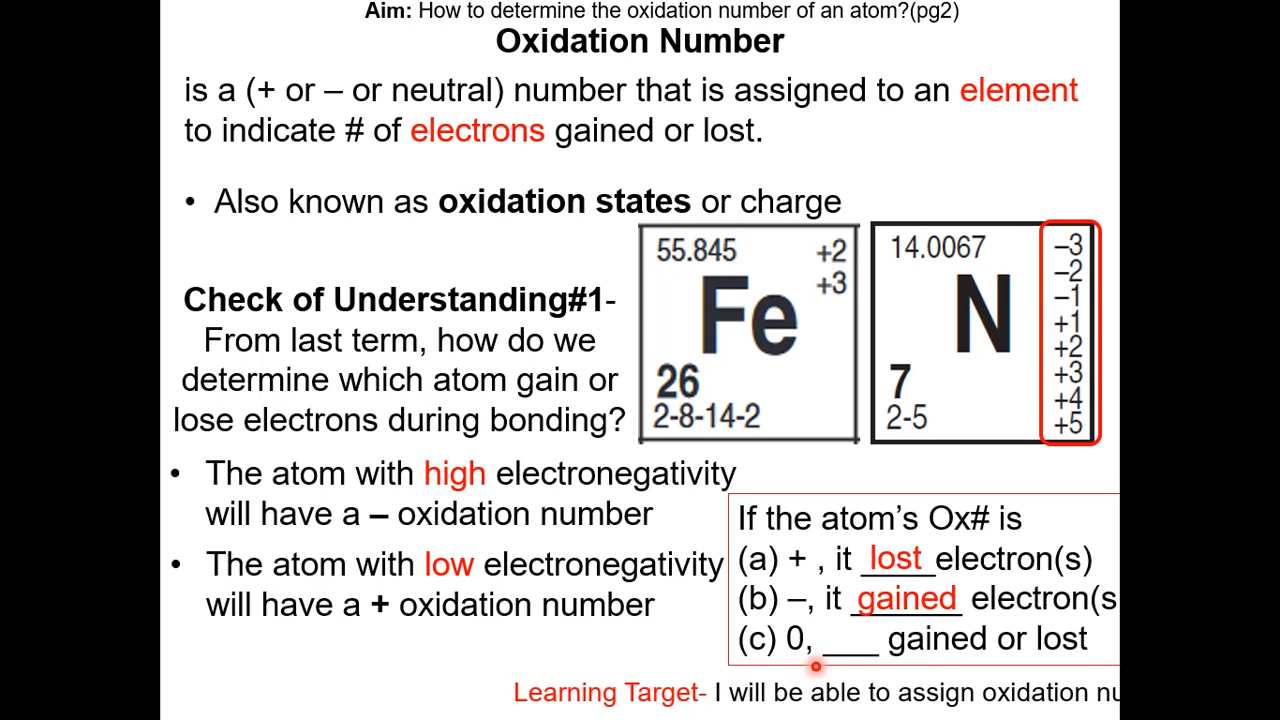 Aim: How to determine the oxidation number of an atom?(pg2)
Oxidation Number
is a (+ or – or neutral) number that is assigned to an element
to indicate # of electrons gained or lost.
• Also known as oxidation states or charge
Check of Understanding#1-
From last term, how do we
determine which atom gain or
lose electrons during bonding?
55.845 +2
+3
Fe
26
2-8-14-2
14.0067
N
7
2-5
–3
–2
–1
+1
+2
+3
+4
+5
• The atom with high electronegativity
will have a – oxidation number
• The atom with low electronegativity
will have a + oxidation number
If the atom's Ox# is
(a) + , it lost electron(s)
(b) –, it gained electron(s
(c) 0, ___ gained or lost
Learning Target- I will be able to assign oxidation nu